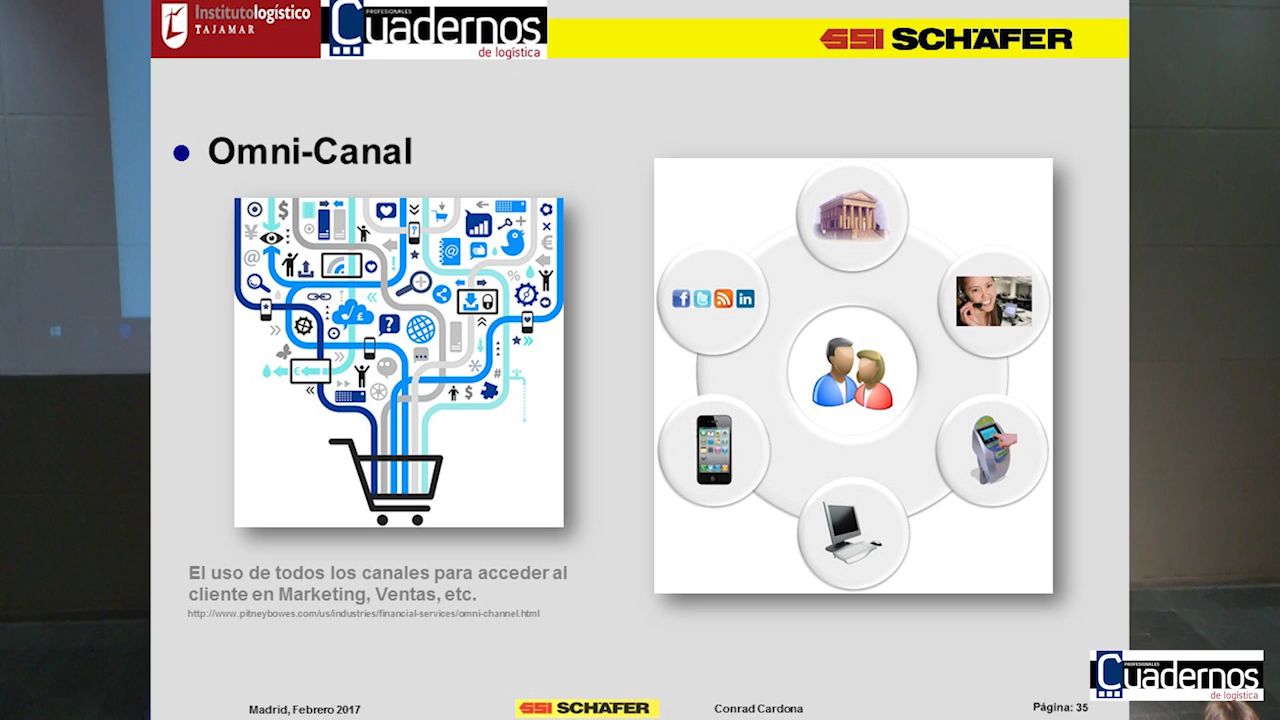 Institutologístico
TAJAMAR
PROFESIONALES
Cuadernos
de logística
SSI SCHÄFER
Omni-Canal
El uso de todos los canales para acceder al
cliente en Marketing, Ventas, etc.
http://www.pitneybowes.com/us/industries/financial-services/omni-channel.html
Madrid, Febrero 2017
SSI SCHÄFER
Conrad Cardona
Página: 35
PROFESIONALES
Cuadernos
de logística